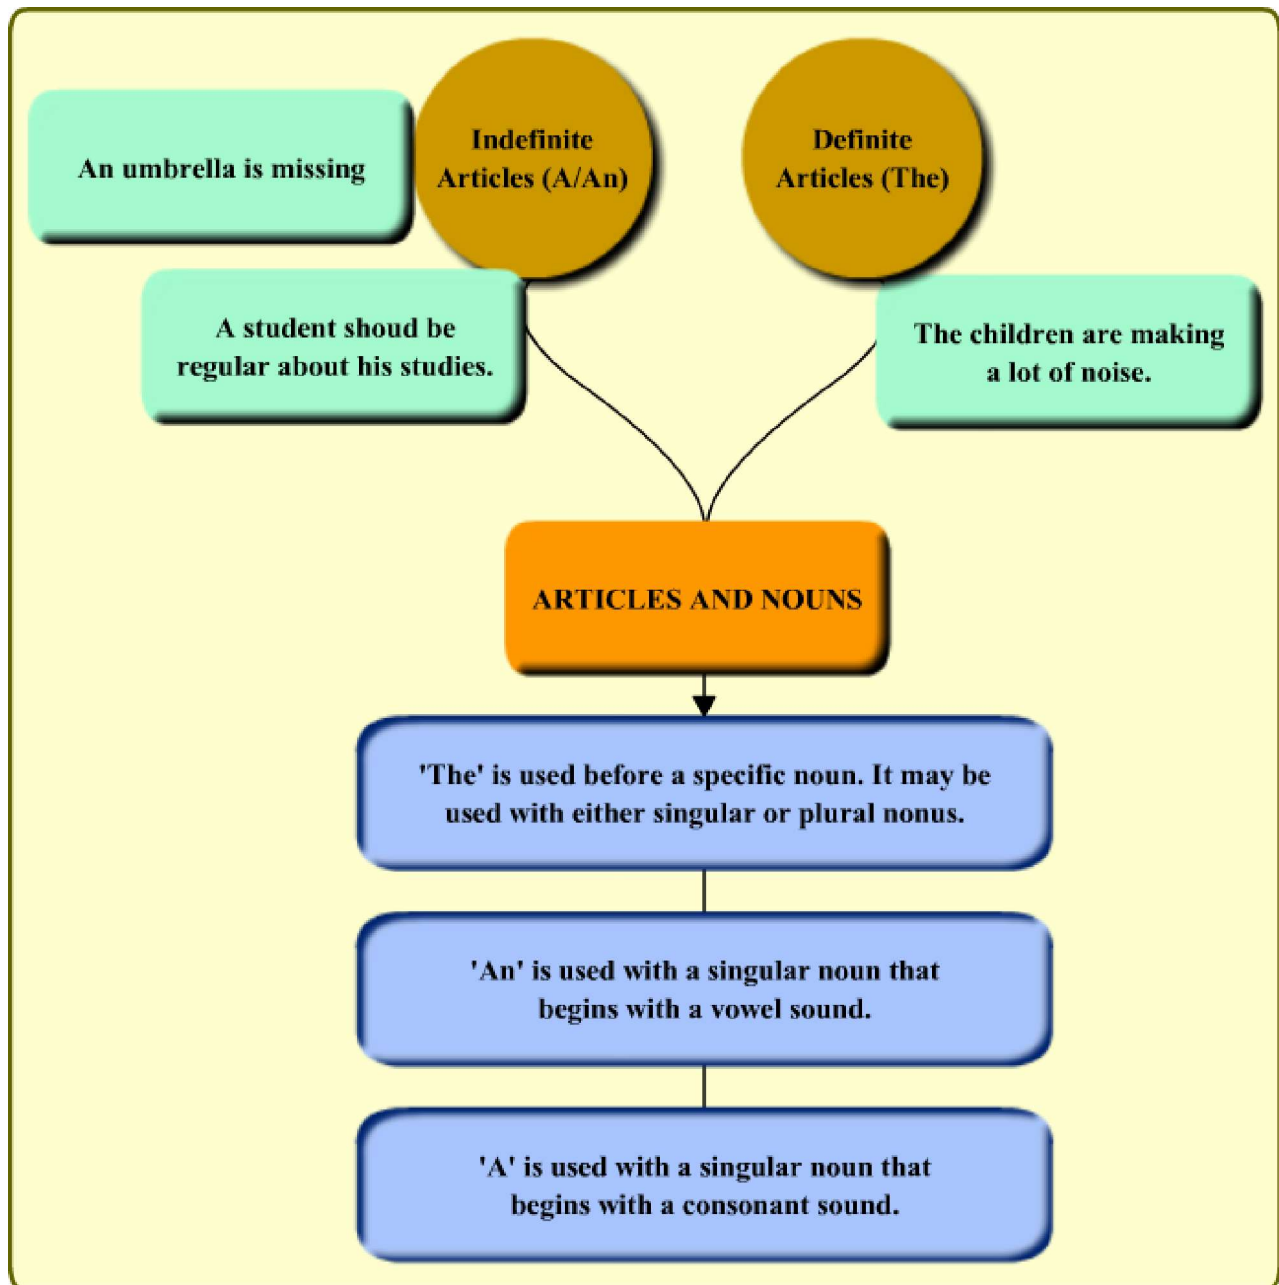 Indefinite
Articles (A/An)
Definite
Articles (The)
An umbrella is missing
A student shoud be
regular about his studies.
The children are making
a lot of noise.
ARTICLES AND NOUNS
'The' is used before a specific noun. It may be
used with either singular or plural nonus.
'An' is used with a singular noun that
begins with a vowel sound.
'A' is used with a singular noun that
begins with a consonant sound.